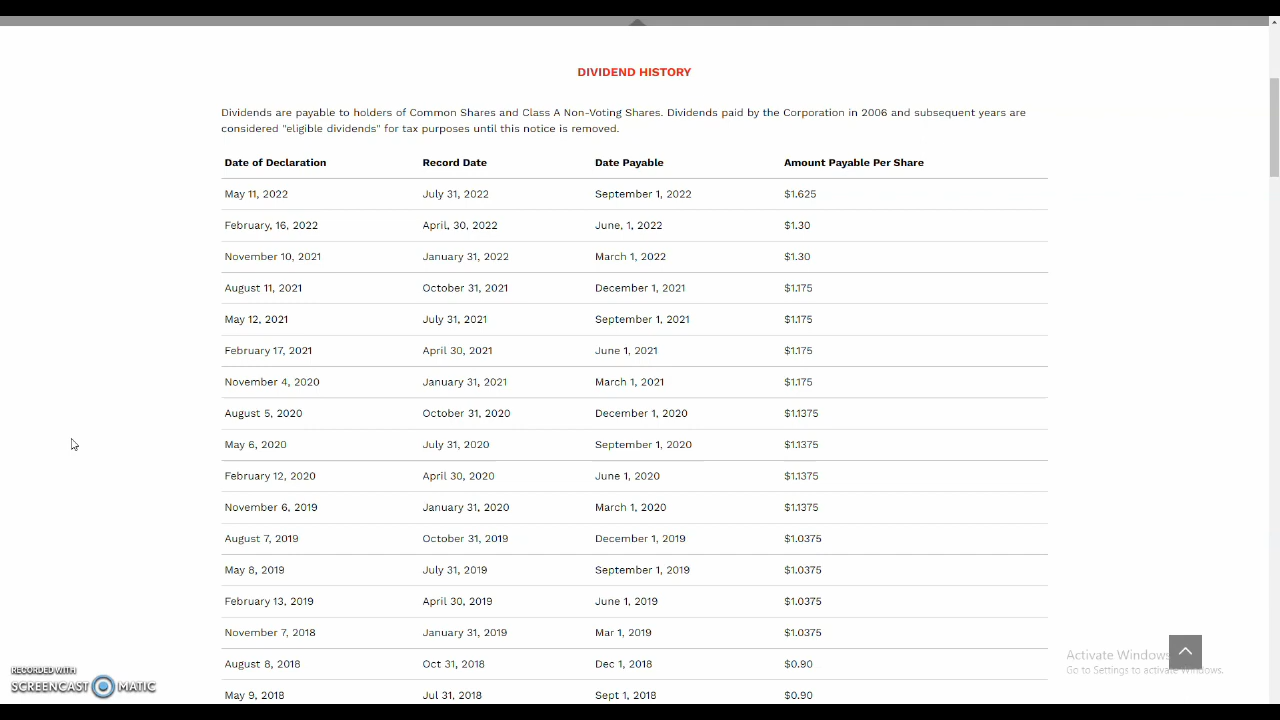 DIVIDEND HISTORY
Dividends are payable to holders of Common Shares and Class A Non-Voting Shares. Dividends paid by the Corporation in 2006 and subsequent years are
considered "eligible dividends" for tax purposes until this notice is removed.
Date of Declaration Record Date Date Payable Amount Payable Per Share
May 11, 2022 July 31, 2022 September 1, 2022 $1.625
February, 16, 2022 April, 30, 2022 June, 1, 2022 $1.30
November 10, 2021 January 31, 2022 March 1, 2022 $1.30
August 11, 2021 October 31, 2021 December 1, 2021 $1.175
May 12, 2021 July 31, 2021 September 1, 2021 $1.175
February 17, 2021 April 30, 2021 June 1, 2021 $1.175
November 4, 2020 January 31, 2021 March 1, 2021 $1.175
August 5, 2020 October 31, 2020 December 1, 2020 $1.1375
May 6, 2020 July 31, 2020 September 1, 2020 $1.1375
February 12, 2020 April 30, 2020 June 1, 2020 $1.1375
November 6, 2019 January 31, 2020 March 1, 2020 $1.1375
August 7, 2019 October 31, 2019 December 1, 2019 $1.0375
May 8, 2019 July 31, 2019 September 1, 2019 $1.0375
February 13, 2019 April 30, 2019 June 1, 2019 $1.0375
November 7, 2018 January 31, 2019 Mar 1, 2019 $1.0375
August 8, 2018 Oct 31, 2018 Dec 1, 2018 $0.90
May 9, 2018 Jul 31, 2018 Sept 1, 2018 $0.90
Activate Windows
Go to Settings to activate Windows.
RECORDED WITH
SCREENCAST MATIC